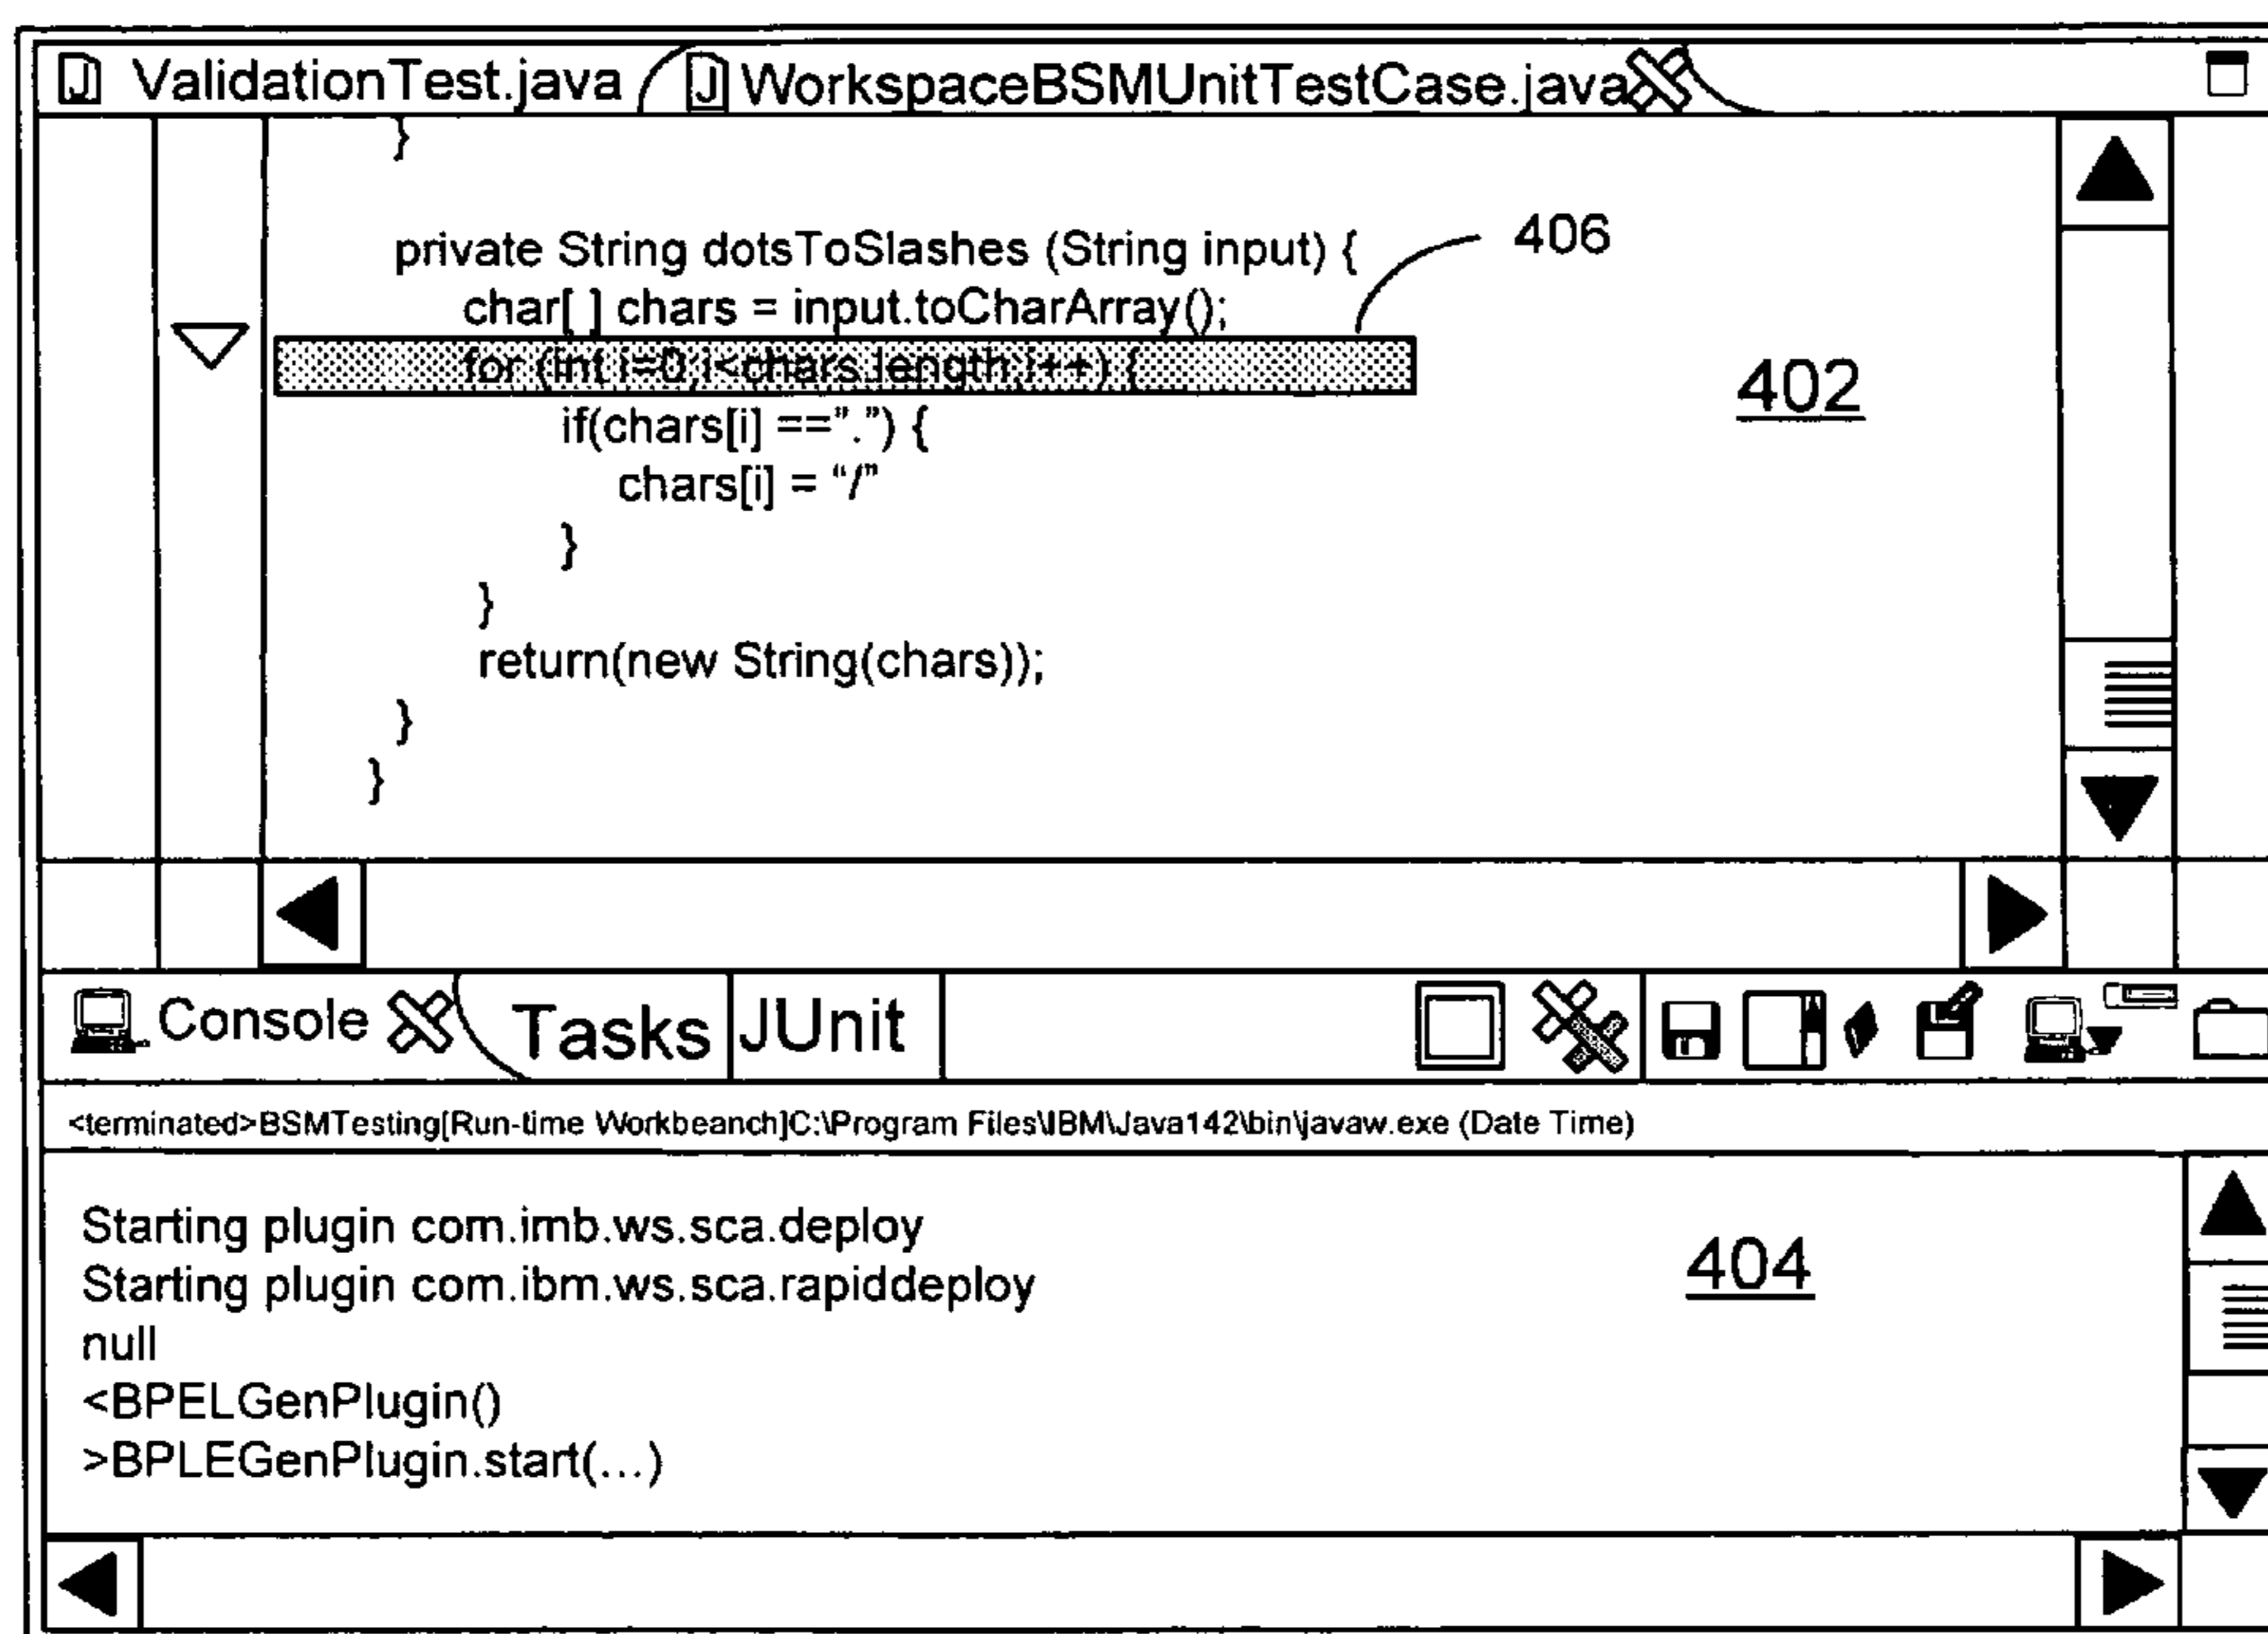 ValidationTest.java J WorkspaceBSMUnitTestCase.java
}
private String dotsToSlashes (String input) { 406
char[ ] chars = input.toCharArray();
for (int i=0;i<chars.length;i++) {
402
if(chars[i] ==".") {
chars[i] = "/"
}
}
return(new String(chars));
}
}
Console Tasks JUnit
<terminated>BSMTesting[Run-time Workbeanch]C:\Program Files\IBM\Java142\bin\javaw.exe (Date Time)
Starting plugin com.imb.ws.sca.deploy
404
Starting plugin com.ibm.ws.sca.rapiddeploy
null
<BPELGenPlugin()
>BPLEGenPlugin.start(...)